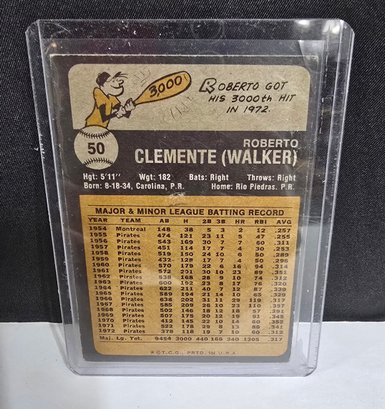 3000
ROBERTO GOT
HIS 3000th HIT
IN 1972.
50
ROBERTO
CLEMENTE (WALKER)
Hgt: 5'11" Wgt: 182 Bats: Right Throws: Right
Born: 8-18-34, Carolina, P.R. Home: Rio Piedras, P.R.
MAJOR & MINOR LEAGUE BATTING RECORD
YEAR CLUB AB H 2B 3B HR RBI AVG
1954 Montreal 148 38 5 3 2 12 .257
1955 Pirates 474 121 23 11 5 47 .255
1956 Pirates 543 169 30 7 7 60 .311
1957 Pirates 451 114 17 7 4 30 .253
1958 Pirates 519 150 24 10 6 50 .289
1959 Pirates 432 4 50
1960 Pirates 570 179 22 6 16 94 .314
1961 Pirates 572 201 30 10 23 89 .351
1962 Pirates 538 168 28 9 10 74 .312
1963 Pirates 600 192 23 8 17 76 .320
1964 Pirates 622 211 40 7 12 87 .339
1965 Pirates 589 194 21 14 10 65
1966 Pirates 638 202 31 11 29 119 .317
1967 Pirates 585 209 26 10 23 110 .357
1968 Pirates 502 18 12 18 57
1969 Pirates 507 12 19 91 .345
1970 Pirates 412 145 22 10 14 60 .352
1971 Pirates 522 178 29 8 13 86 .341
1972 Pirates 378 118 19 7 10 60 .312
Maj. Lg. Tot. 9454 3000 440 166 240 1305 .317
© T.C.G. PRTD. IN U.S.A.